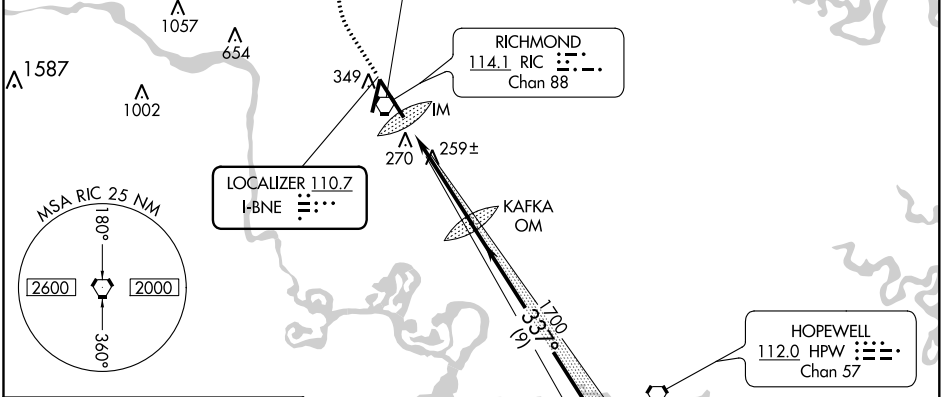 1057
654
1587
1002
349
RICHMOND
114.1 RIC
Chan 88
IM
270
259±
LOCALIZER 110.7
I-BNE
KAFKA
OM
MSA RIC 25 NM
180°
2600
2000
360°
1700
337°
(9)
HOPEWELL
112.0 HPW
Chan 57